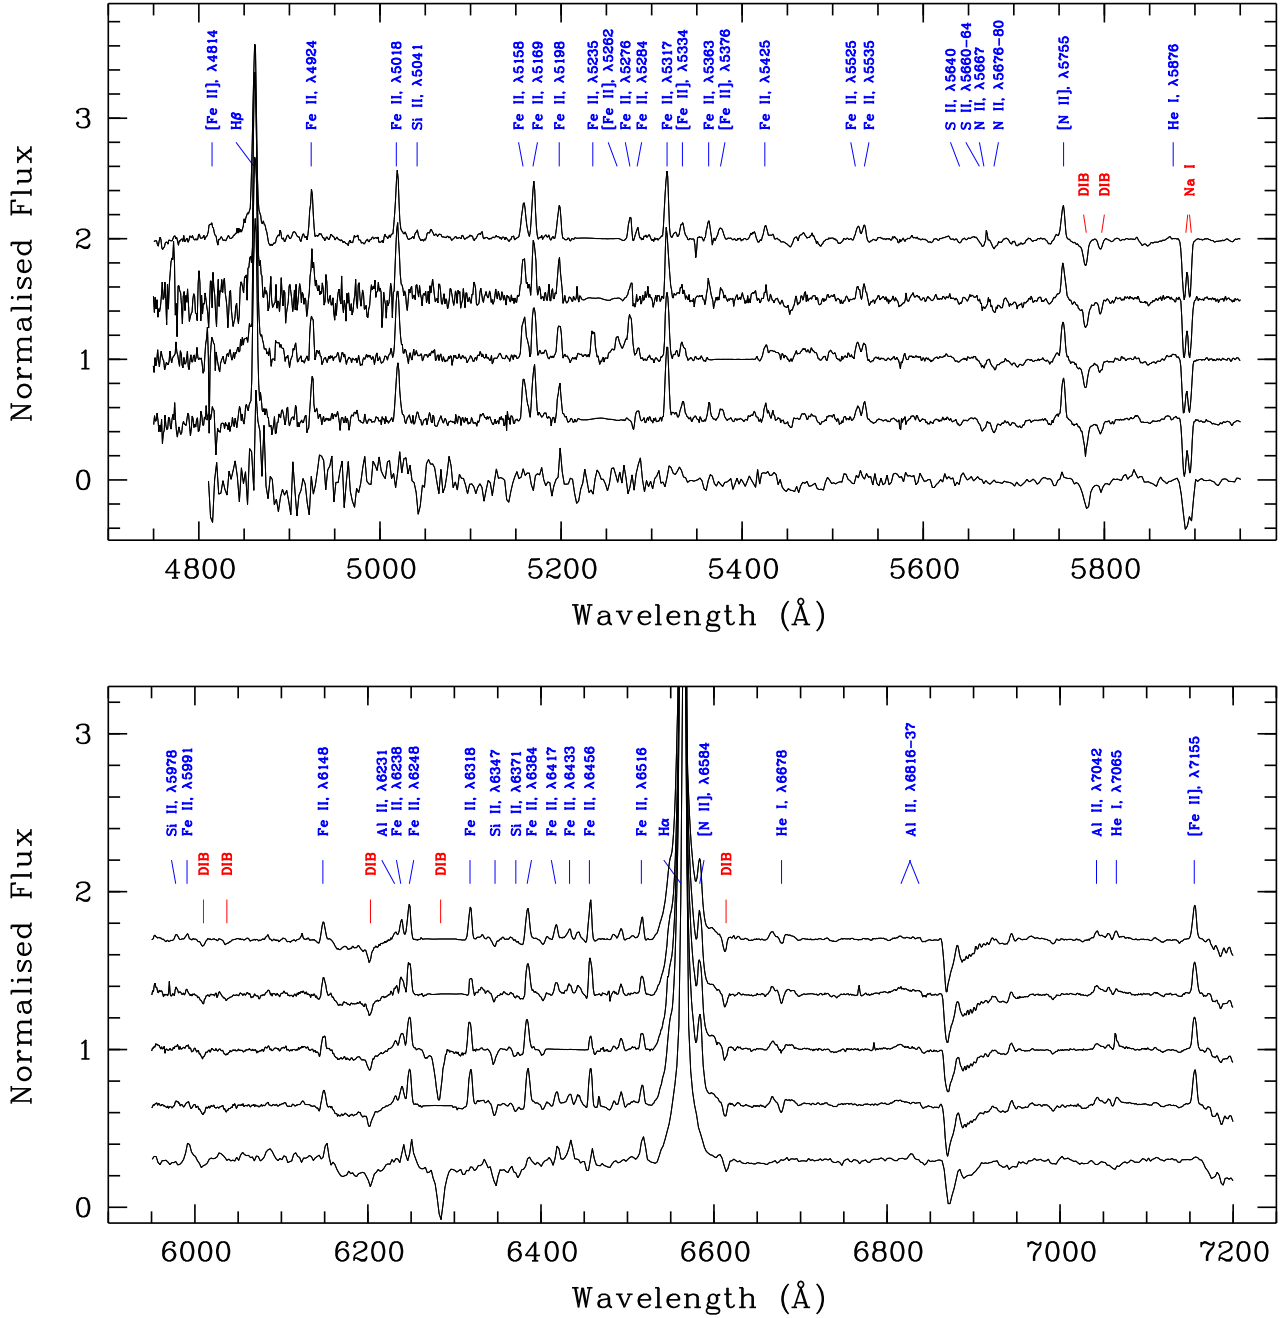 [Fe II], λ4814
Hβ
Fe II, λ4924
Fe II, λ5018
Si II, λ5041
Fe II, λ5158
Fe II, λ5169
Fe II, λ5198
Fe II, λ5235
[Fe II], λ5262
Fe II, λ5276
Fe II, λ5284
Fe II, λ5317
[Fe II], λ5334
Fe II, λ5363
[Fe II], λ5376
Fe II, λ5425
Fe II, λ5525
Fe II, λ5535
S II, λ5640
S II, λ5660-64
N II, λ5667
N II, λ5676-80
[N II], λ5755
He I, λ5876
DIB
DIB
Na I
3
2
1
0
Normalised Flux
4800 5000 5200 5400 5600 5800
Wavelength (Å)
Si II, λ5978
Fe II, λ5991
DIB
DIB
Fe II, λ6148
DIB
Al II, λ6231
Fe II, λ6238
Fe II, λ6248
DIB
Fe II, λ6318
Si II, λ6347
Si II, λ6371
Fe II, λ6384
Fe II, λ6417
Fe II, λ6433
Fe II, λ6456
Fe II, λ6516
Hα
[N II], λ6584
DIB
He I, λ6678
Al II, λ6816-37
Al II, λ7042
He I, λ7065
[Fe II], λ7155
3
2
1
0
Normalised Flux
6000 6200 6400 6600 6800 7000 7200
Wavelength (Å)